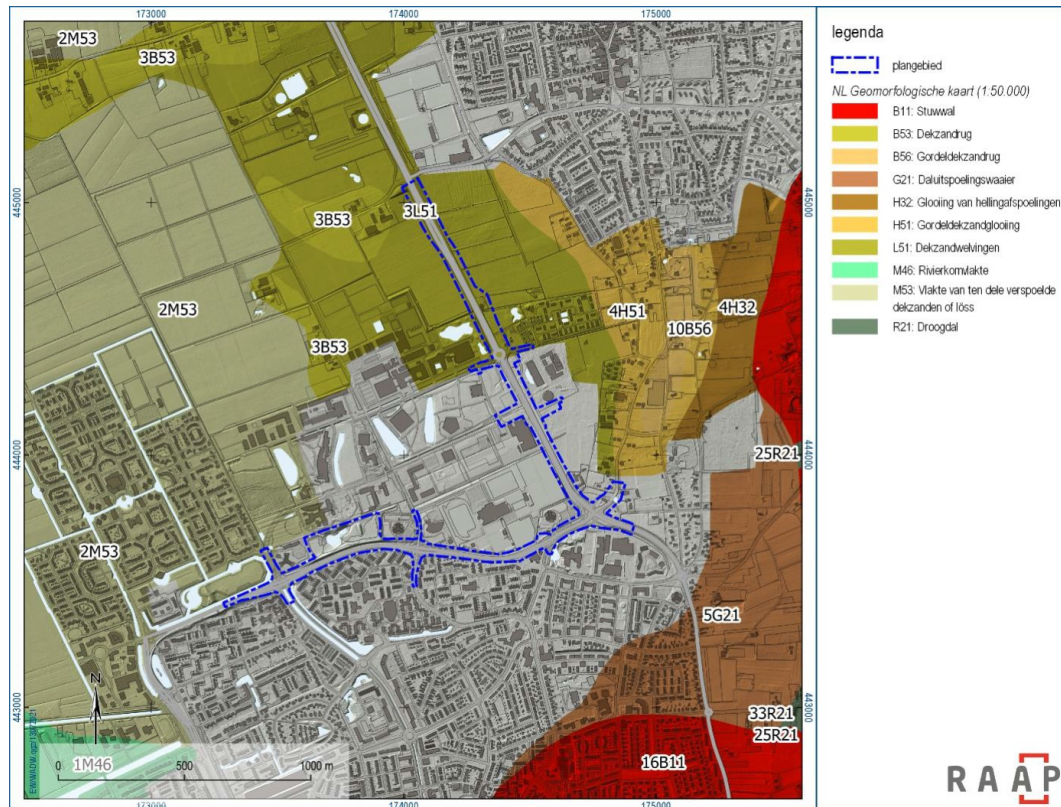 173000
174000
175000
2M53
3B53
445000
445000
3B53
3L51
2M53
4H51
4H32
10B56
3B53
444000
444000
25R21
2M53
5G21
443000
443000
33R21
25R21
N
1M46
0 500 1000 m
16B11
173000
174000
175000
legenda
plangebied
NL Geomorfologische kaart (1:50.000)
B11: Stuwwal
B53: Dekzandrug
B56: Gordeldekzandrug
G21: Daluitspoelingswaaier
H32: Glooiing van hellingafspoelingen
H51: Gordeldekzandglooiing
L51: Dekzandwelvingen
M46: Rivierkomvlakte
M53: Vlakte van ten dele verspoelde
dekzanden of löss
R21: Droogdal
RAAP